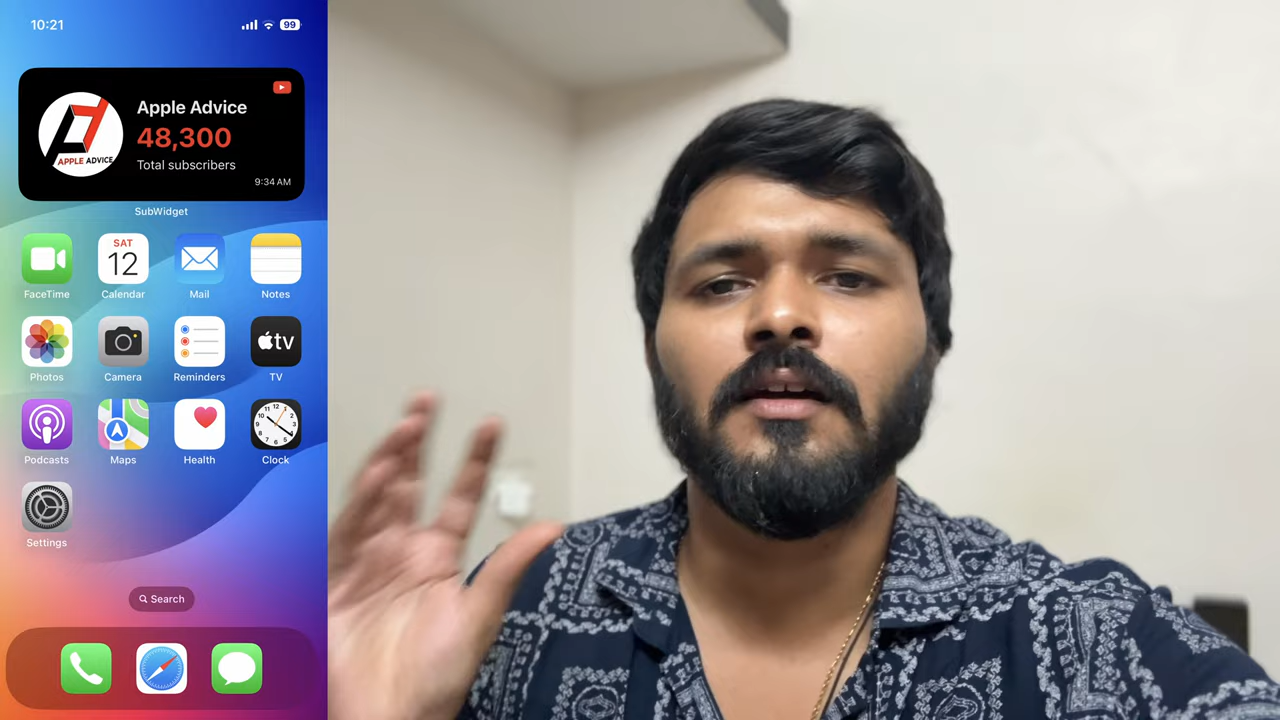 10:21
99
Apple Advice
48,300
Total subscribers
APPLE ADVICE
9:34 AM
SubWidget
SAT
12
tv
FaceTime
Calendar
Mail
Notes
Photos
Camera
Reminders
TV
Podcasts
Maps
Health
Clock
Settings
Search